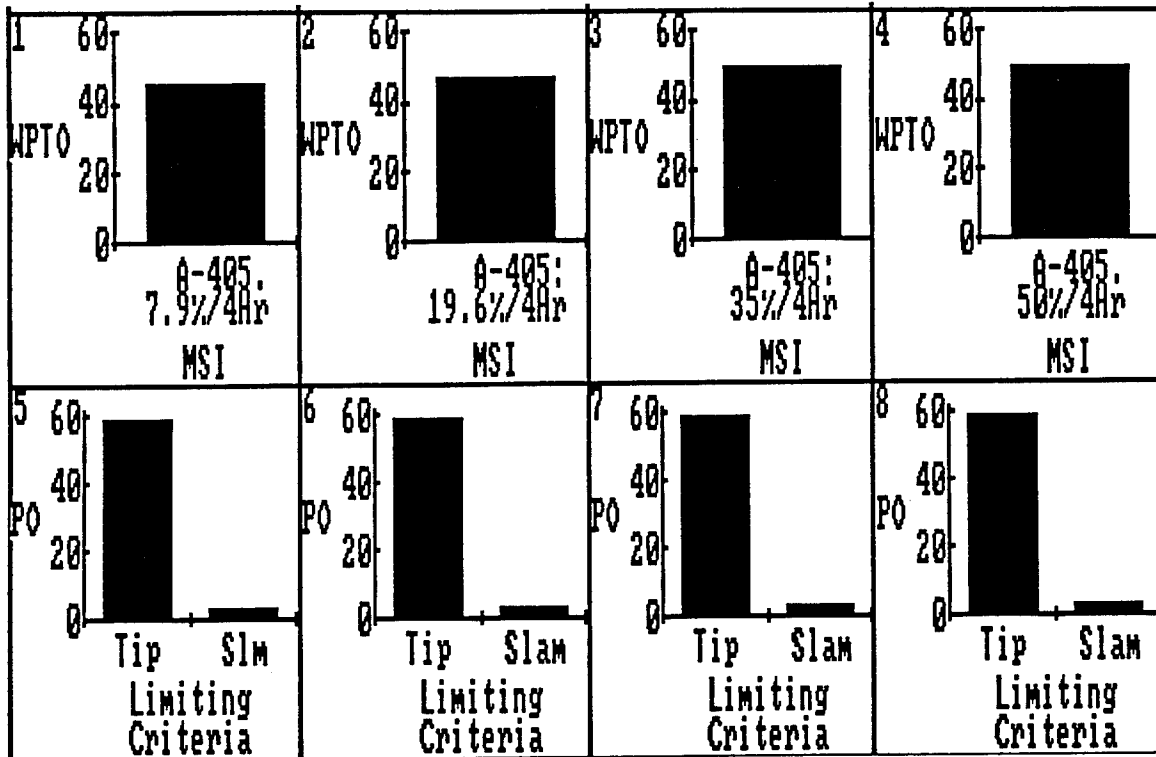 1
60
40
WPTO
20
0
A-405.
7.9%/4Hr
MSI
2
60
40
WPTO
20
0
A-405:
19.6%/4Hr
MSI
3
60
40
WPTO
20
0
A-405:
35%/4Hr
MSI
4
60
40
WPTO
20
0
A-405.
50%/4Hr
MSI
5
60
40
PO
20
0
Tip Slm
Limiting
Criteria
6
60
40
PO
20
0
Tip Slam
Limiting
Criteria
7
60
40
PO
20
0
Tip Slam
Limiting
Criteria
8
60
40
PO
20
0
Tip Slam
Limiting
Criteria